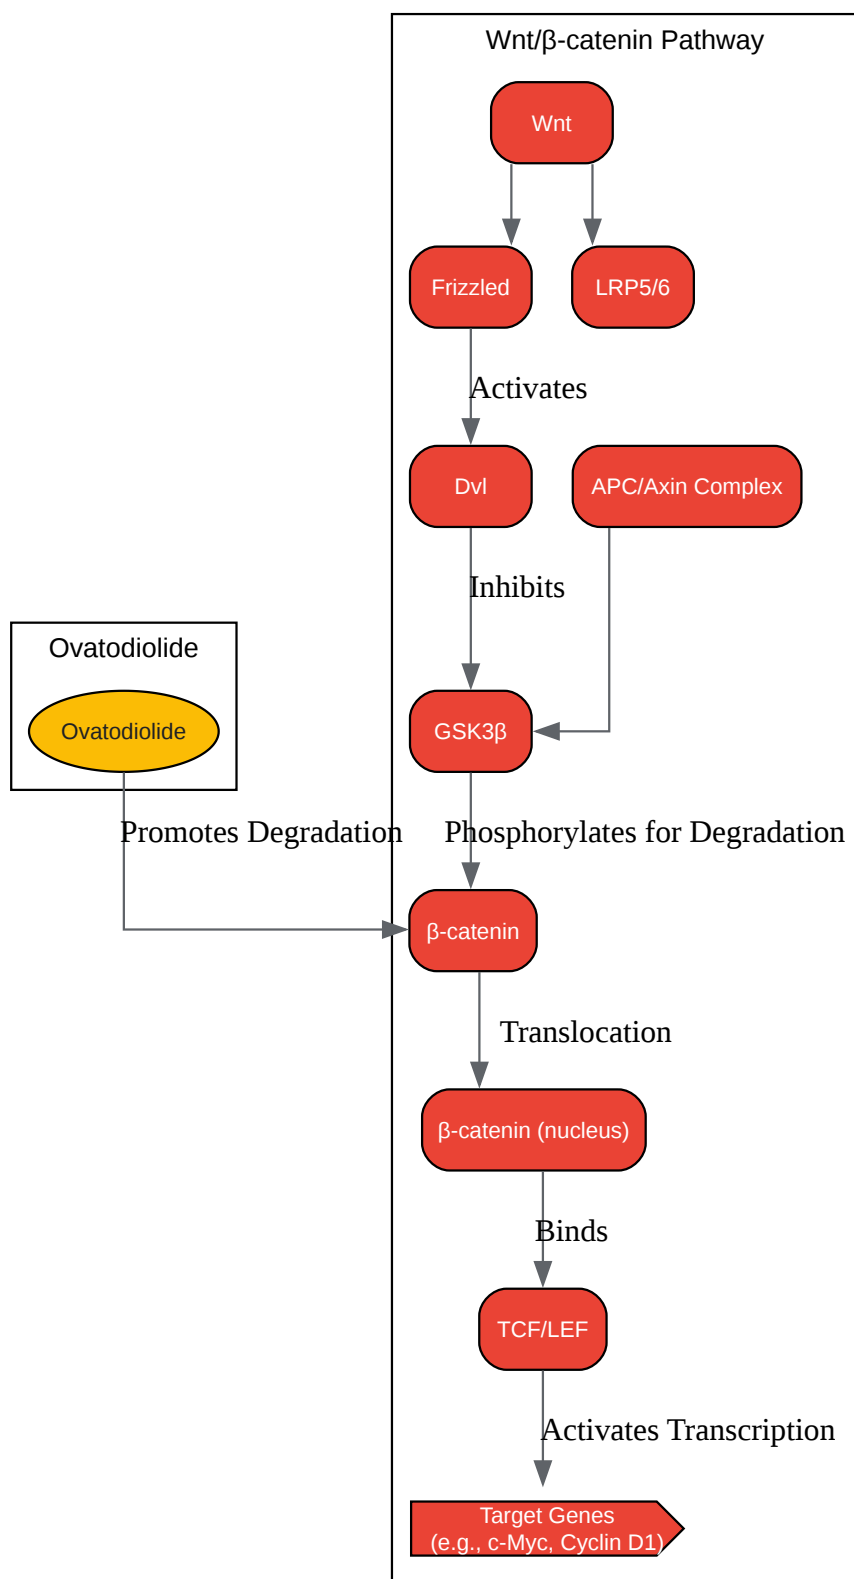 Wnt/β-catenin Pathway
Wnt
Frizzled
LRP5/6
Activates
Dvl
APC/Axin Complex
Inhibits
Ovatodiolide
Ovatodiolide
GSK3β
Promotes Degradation
Phosphorylates for Degradation
β-catenin
Translocation
β-catenin (nucleus)
Binds
TCF/LEF
Activates Transcription
Target Genes
(e.g., c-Myc, Cyclin D1)